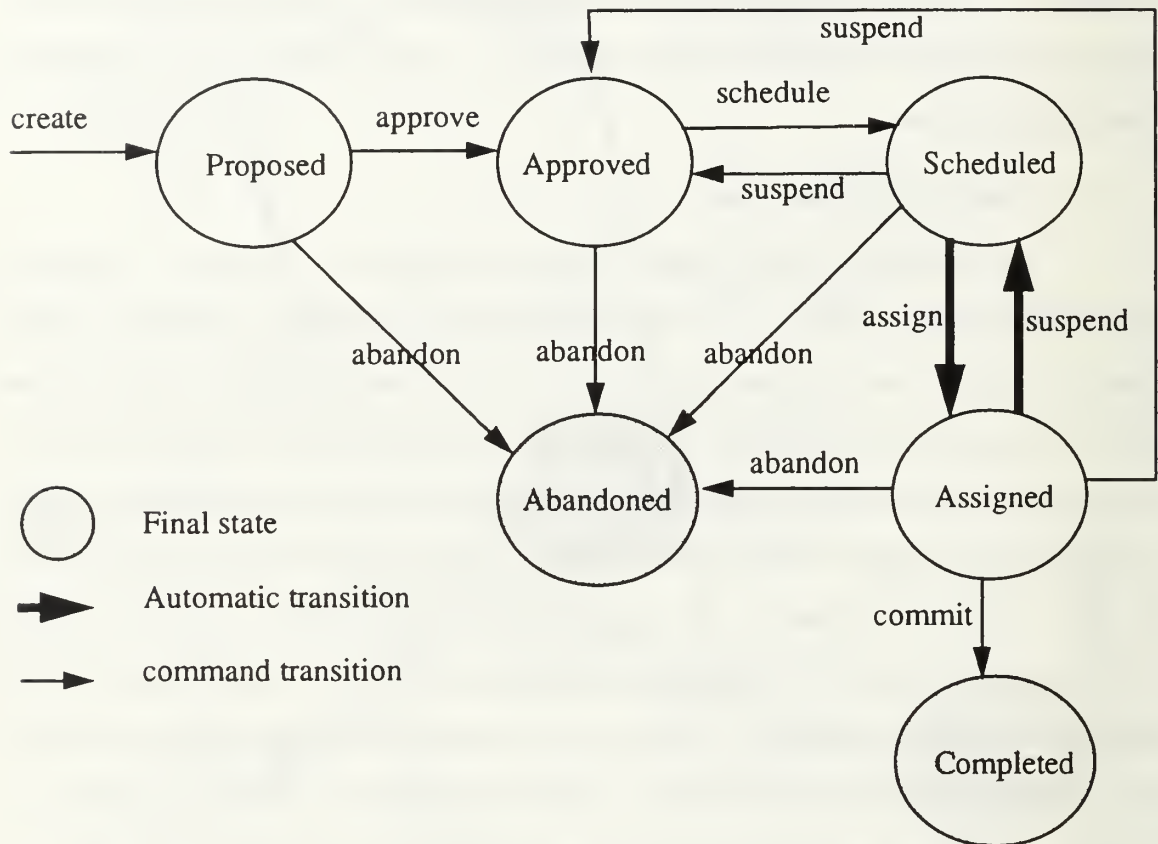 suspend
create
approve
schedule
Proposed
Approved
Scheduled
suspend
assign
suspend
abandon
abandon
abandon
abandon
Abandoned
Assigned
Final state
Automatic transition
commit
command transition
Completed